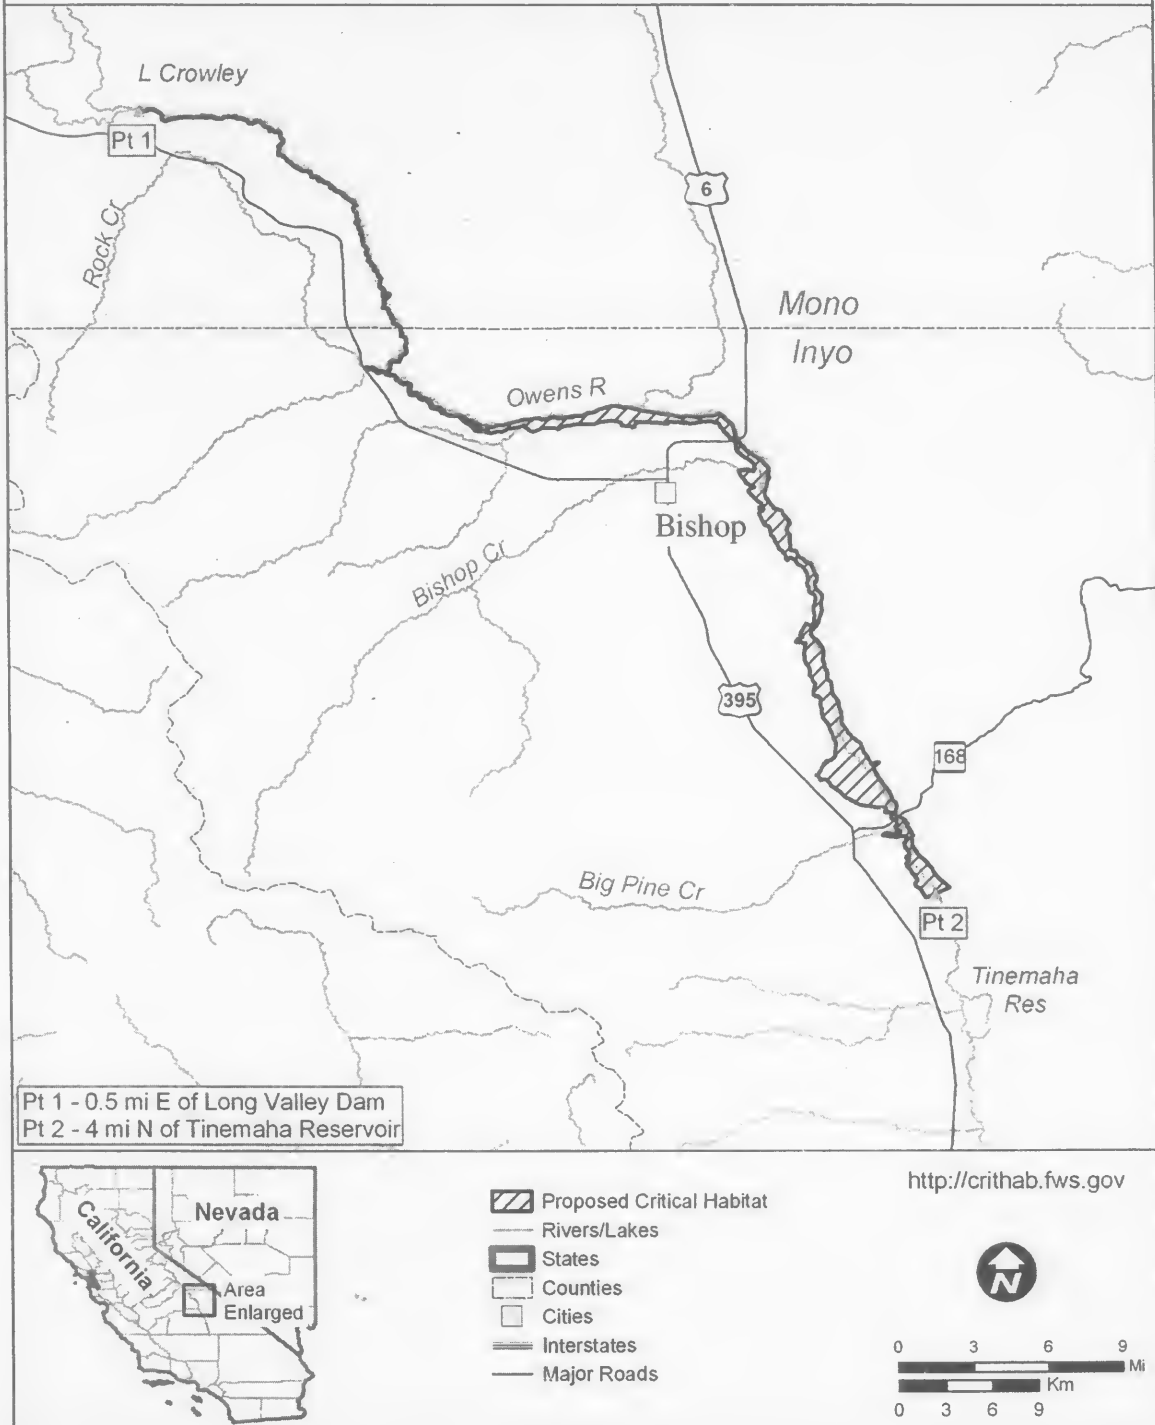 L Crowley
Pt 1
6
Rock Cr
Mono
Inyo
Owens R
Bishop
Bishop Cr
395
168
Big Pine Cr
Pt 2
Tinemaha
Res
Pt 1 - 0.5 mi E of Long Valley Dam
Pt 2 - 4 mi N of Tinemaha Reservoir
California
Nevada
Area
Enlarged
Proposed Critical Habitat
Rivers/Lakes
States
Counties
Cities
Interstates
Major Roads
http://crithab.fws.gov
N
0 3 6 9
Mi
Km
0 3 6 9